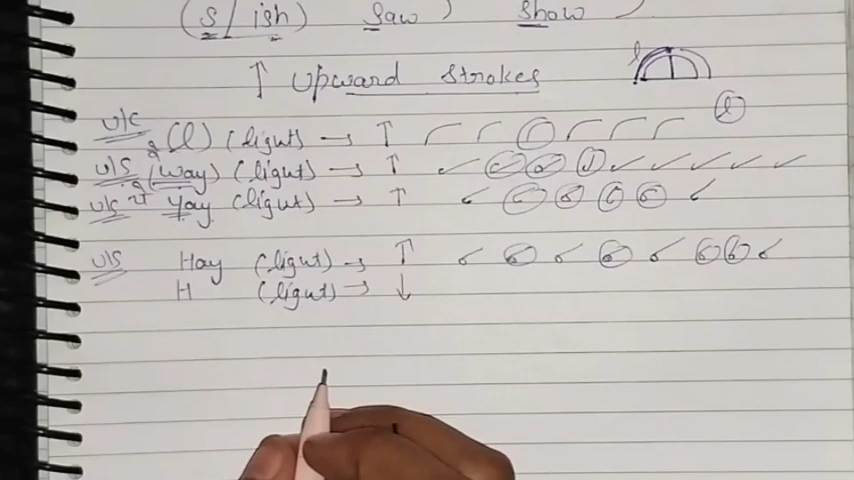 (S / ish) Saw ) Show )
↑ Upward Strokes l
U/C (l) (light) → ↑ (l)
U/S (way) (light) → ↑
U/S Yay (light) → ↑
U/S Hay (light) → ↑
H (light) → ↓